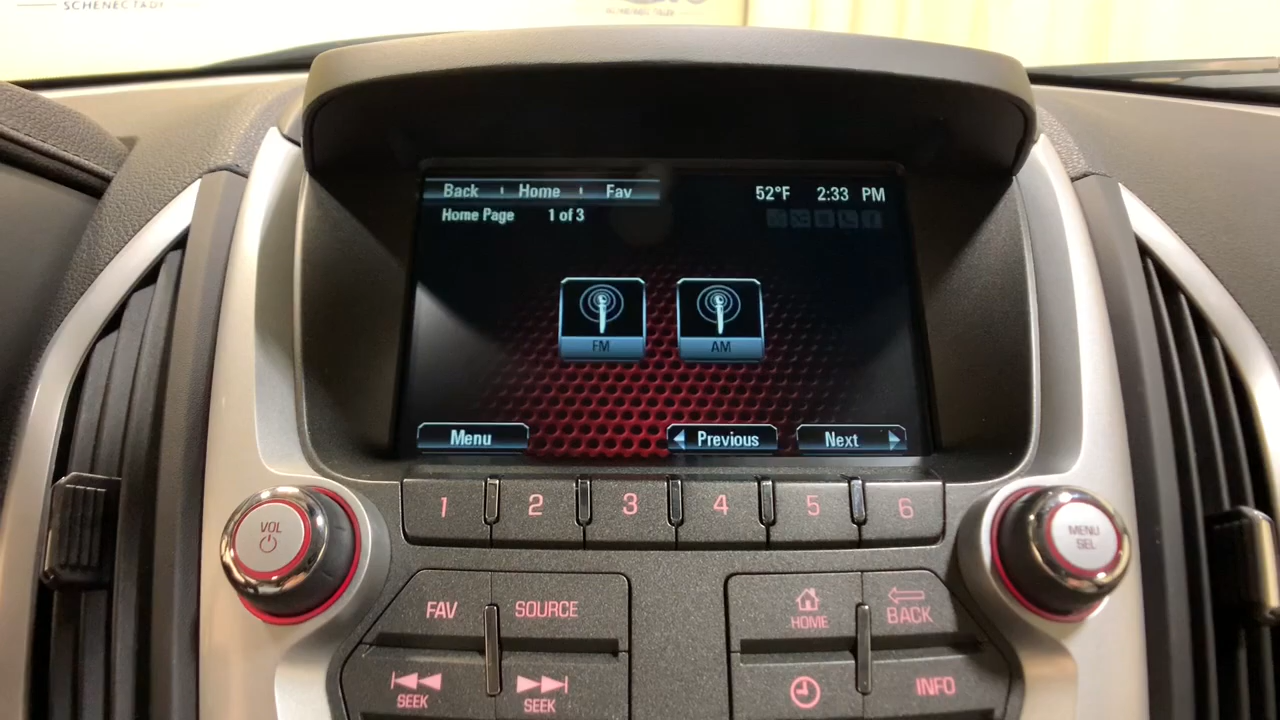 SCHENECTADY
Back Home Fav
52°F 2:33 PM
Home Page 1 of 3
FM AM
Menu Previous Next
1 2 3 4 5 6
VOL
MENU
SEL
FAV SOURCE
HOME BACK
SEEK SEEK
INFO